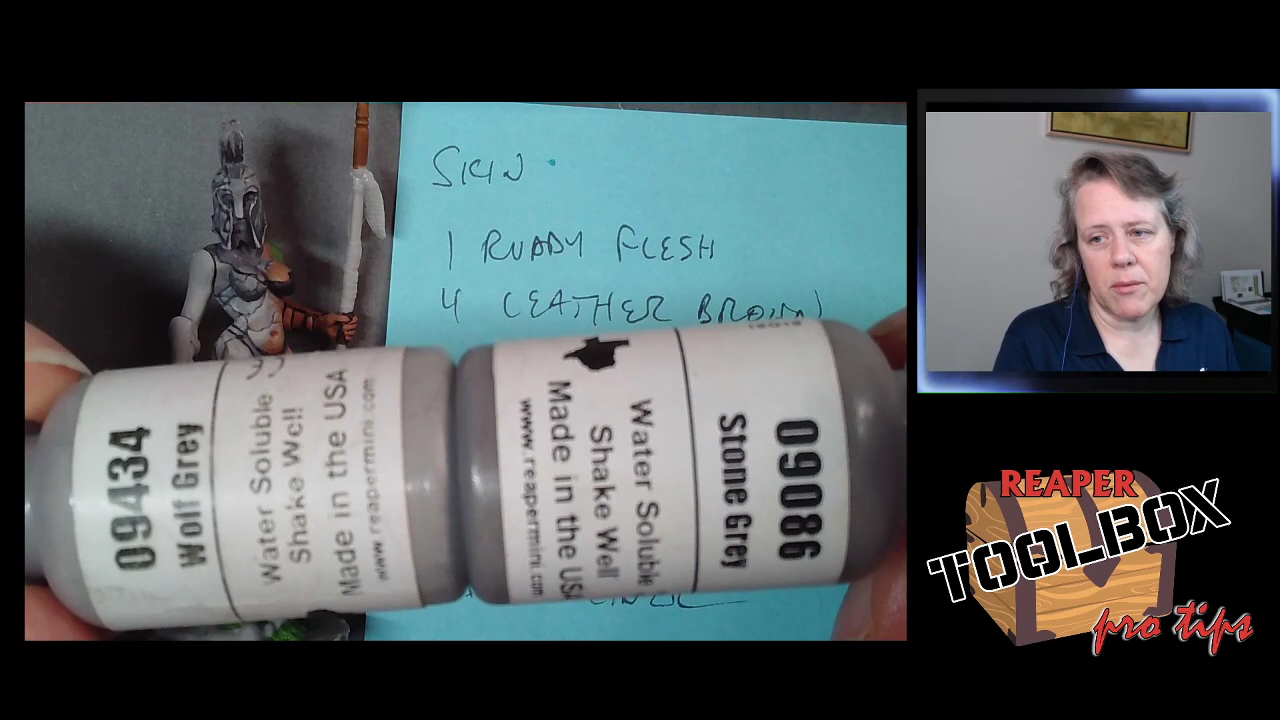 SKIN
1 RUDDY FLESH
4 LEATHER BROWN
09434
Wolf Grey
Water Soluble
Shake Well!
Made in the USA
www.reapermini.com
09086
Stone Grey
Water Soluble
Shake Well
Made in the USA
www.reapermini.com
REAPER
TOOLBOX
pro tips